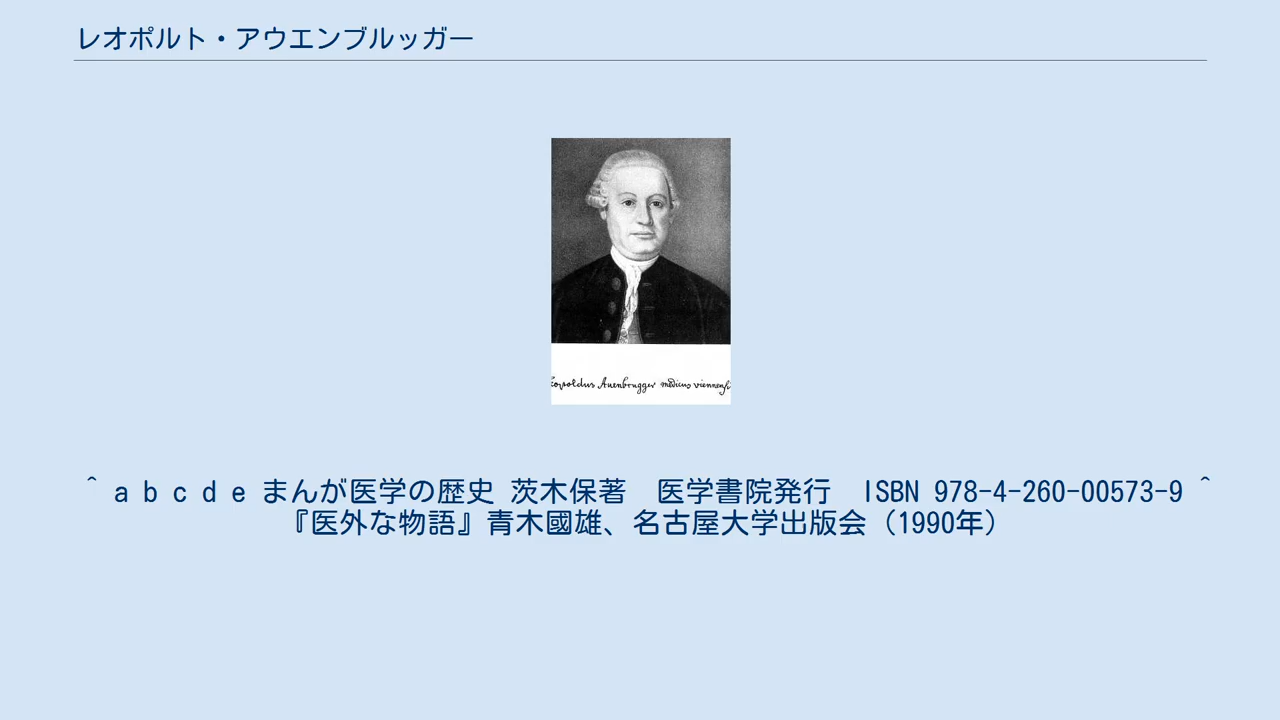 レオポルト・アウエンブルッガー
Leopoldus Auenbrugger medicus viennensi
^ a b c d e まんが医学の歴史 茨木保著　医学書院発行　ISBN 978-4-260-00573-9 ^
『医外な物語』青木國雄、名古屋大学出版会（1990年）